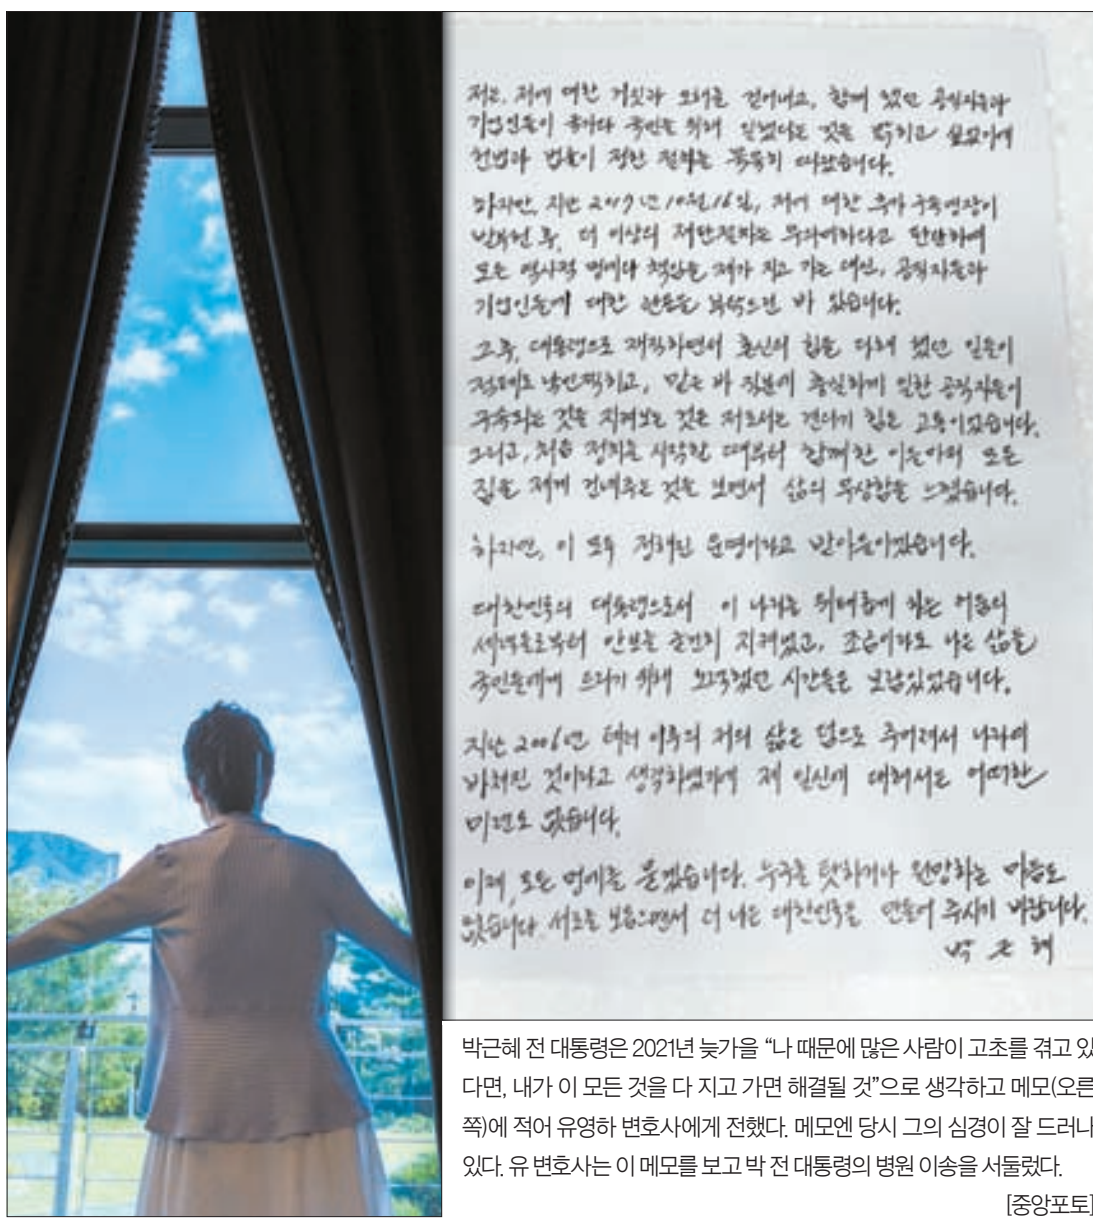 저는, 저에 대한 거짓과 오해를 걷어내고, 함께 했던 공직자들과
기업인들이 국가와 국민을 위해 일했다는 것을 밝히고 싶었기에
헌법과 법률이 정한 절차를 묵묵히 따랐습니다.
하지만, 지난 2017년 10월 16일, 저에 대한 추가 구속영장이
발부된 후, 더 이상의 재판절차는 무의미하다고 판단하여
모든 역사적 멍에와 책임을 제가 지고 가는 대신, 공직자들과
기업인들에 대한 관용을 부탁드린 바 있습니다.
그 후, 대통령으로 재직하면서 혼신의 힘을 다해 했던 일들이
적폐로 낙인찍히고, 맡은 바 직분에 충실하게 일한 공직자들이
구속되는 것을 지켜보는 것은 저로서는 견디기 힘든 고통이었습니다.
그리고, 처음 정치를 시작할 때부터 함께한 이들마저 모든
짐을 제게 건네주는 것을 보면서 삶의 무상함을 느꼈습니다.
하지만, 이 모두 정해진 운명이라고 받아들이겠습니다.
대한민국의 대통령으로서 이 나라를 위태롭게 하는 어둠의
세력들로부터 안보를 굳건히 지켜냈고, 조금이라도 나은 삶을
국민들에게 드리기 위해 노력했던 시간들은 보람있었습니다.
지난 2006년 테러 이후의 저의 삶은 덤으로 주어져서 나라에
바쳐진 것이라고 생각하였기에 제 일신에 대해서는 어떠한
미련도 없습니다.
이제, 모든 멍에를 묻겠습니다. 누구를 탓하거나 원망하는 마음도
없습니다. 서로를 보듬으면서 더 나은 대한민국을 만들어 주시기 바랍니다.
박 근 혜
박근혜 전 대통령은 2021년 늦가을 “나 때문에 많은 사람이 고초를 겪고 있
다면, 내가 이 모든 것을 다 지고 가면 해결될 것”으로 생각하고 메모(오른
쪽)에 적어 유영하 변호사에게 전했다. 메모엔 당시 그의 심경이 잘 드러나
있다. 유 변호사는 이 메모를 보고 박 전 대통령의 병원 이송을 서둘렀다.
[중앙포토]